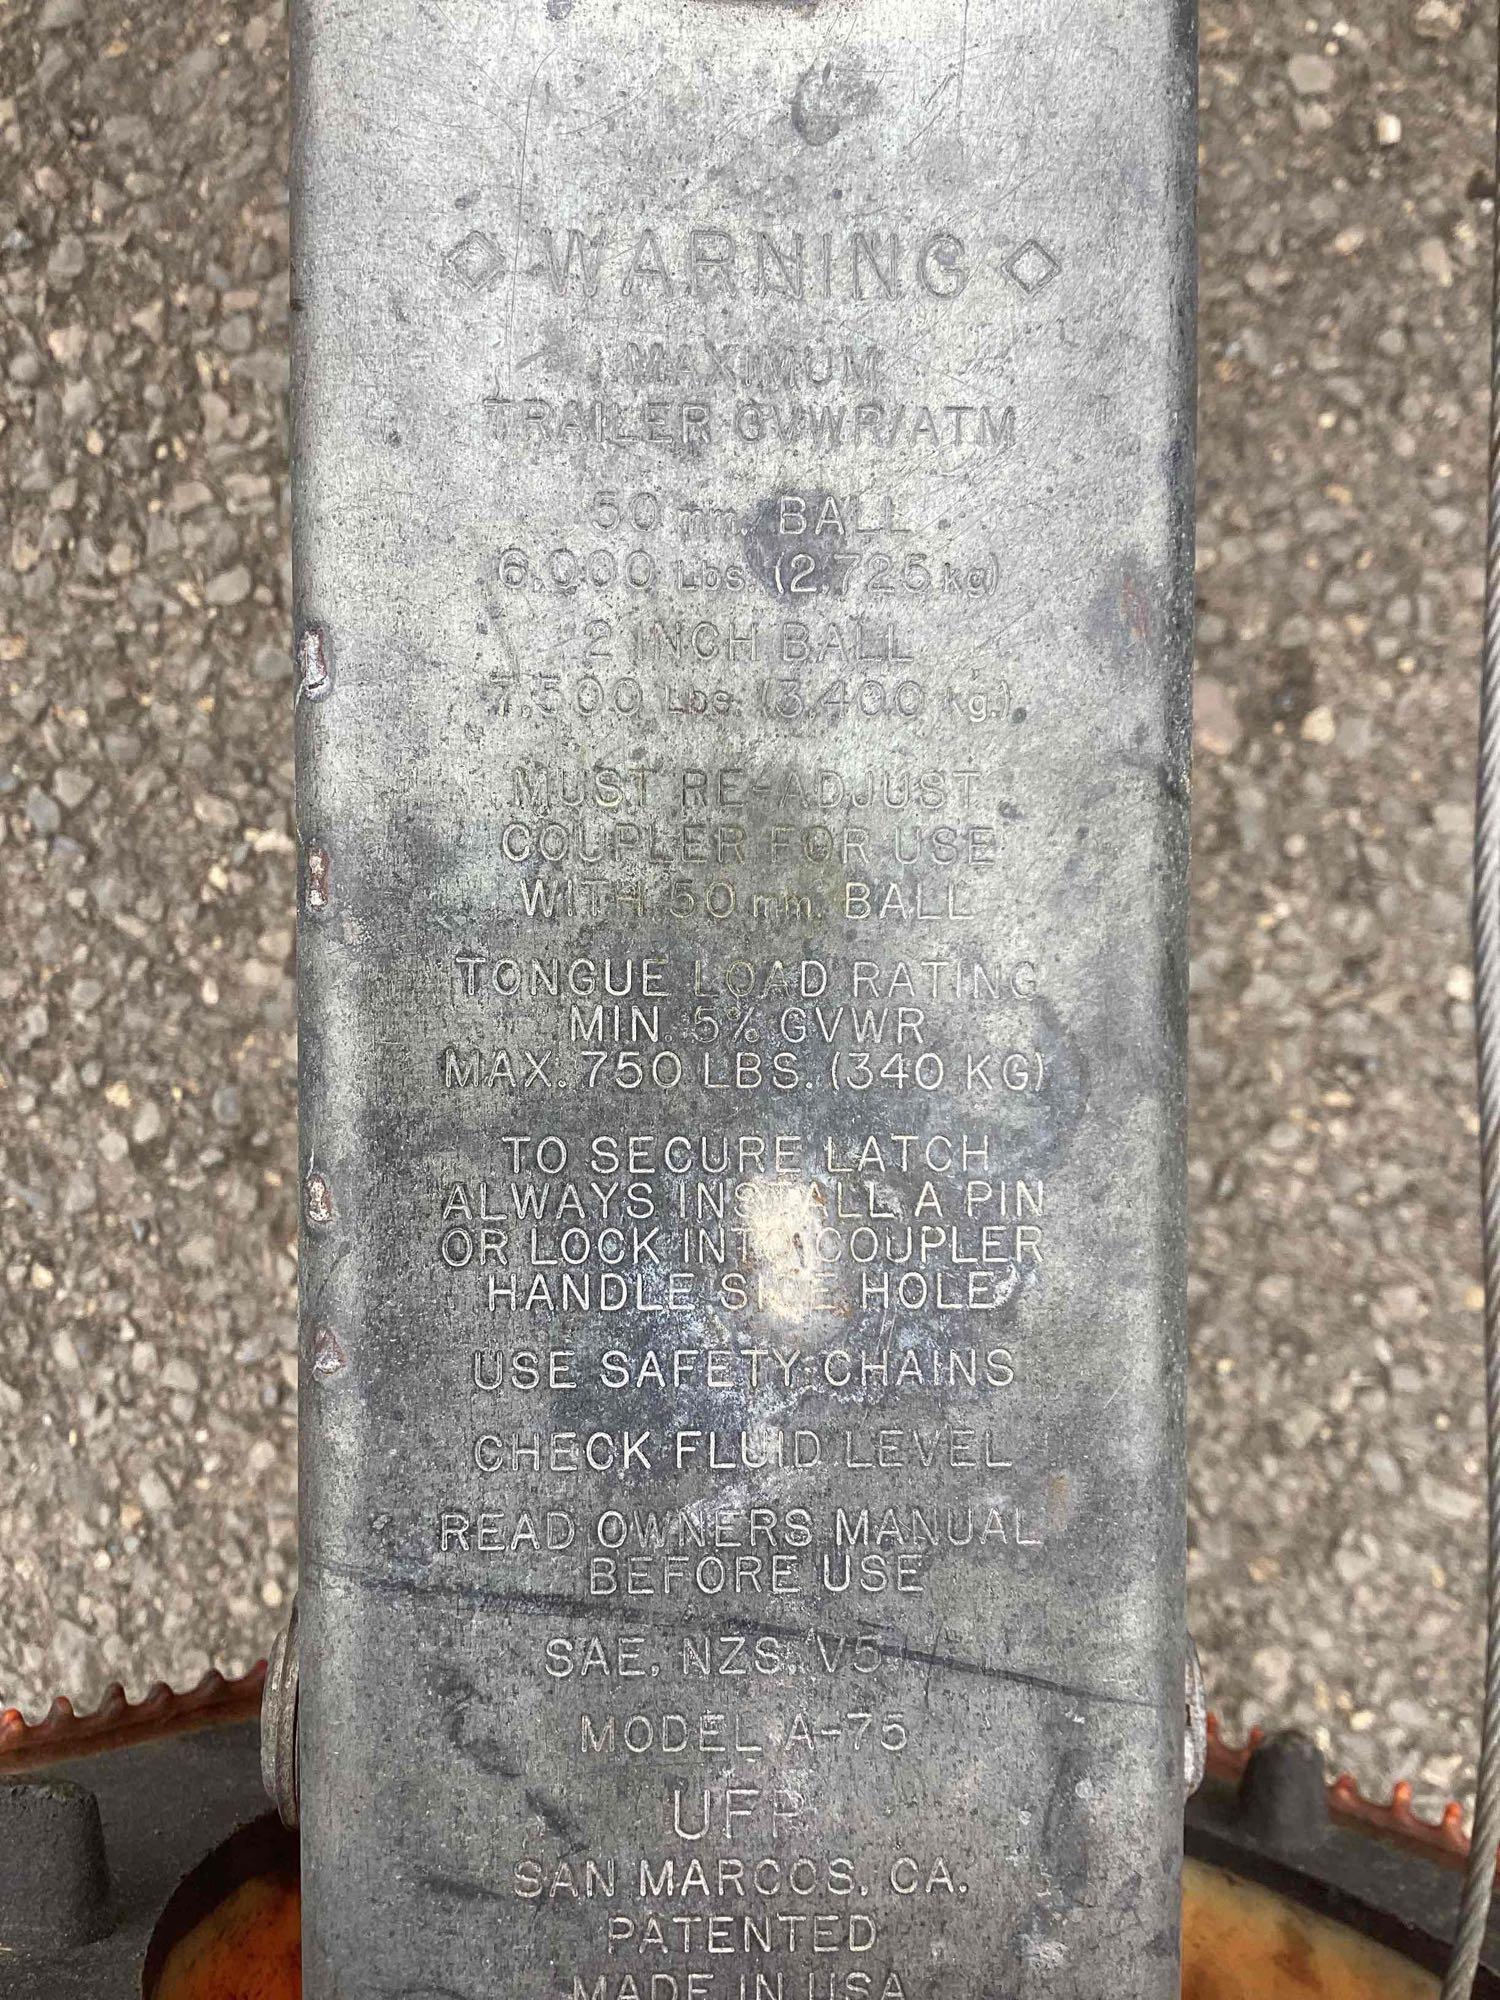 WARNING
MAXIMUM
TRAILER GVWR/ATM
50 mm. BALL
6,000 Lbs. (2,725 kg)
2 INCH BALL
7,500 Lbs. (3,400 kg.)
MUST RE-ADJUST
COUPLER FOR USE
WITH 50 mm. BALL
TONGUE LOAD RATING
MIN. 5% GVWR
MAX. 750 LBS. (340 KG)
TO SECURE LATCH
ALWAYS INSTALL A PIN
OR LOCK INTO COUPLER
HANDLE SIDE HOLE
USE SAFETY CHAINS
CHECK FLUID LEVEL
READ OWNERS MANUAL
BEFORE USE
SAE, NZS, V5
MODEL A-75
UFP
SAN MARCOS, CA.
PATENTED
MADE IN USA